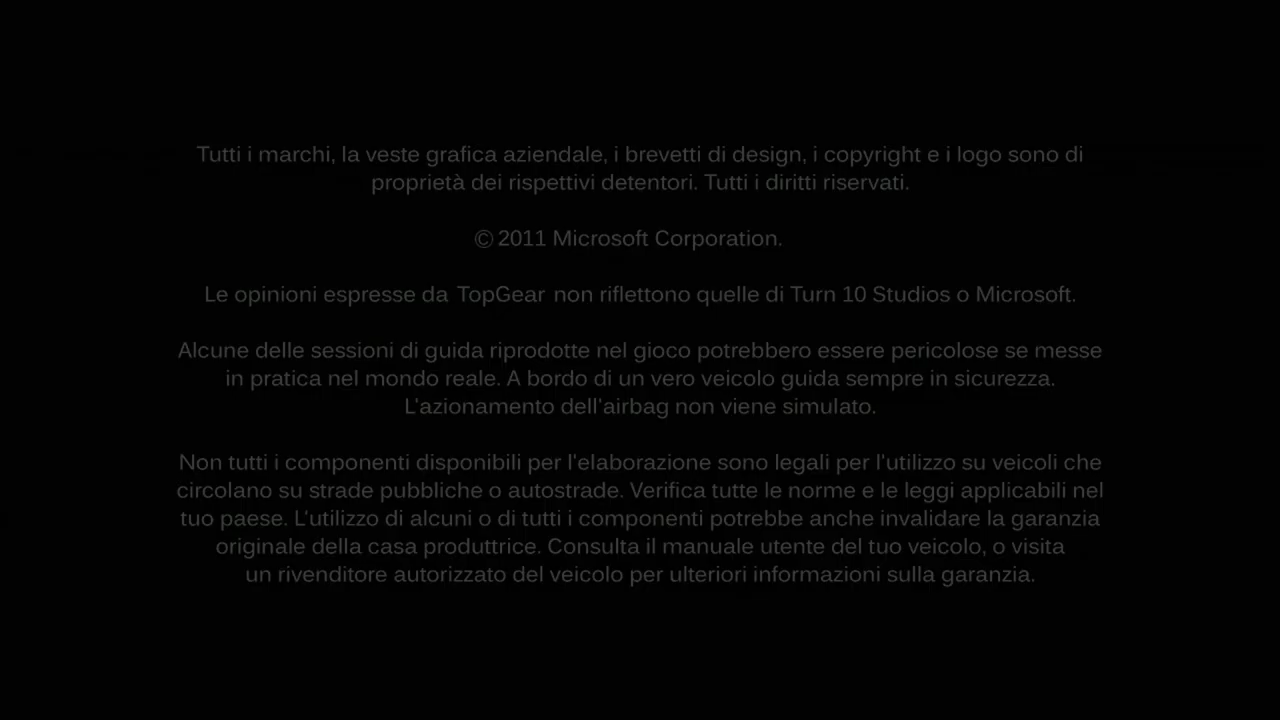 Tutti i marchi, la veste grafica aziendale, i brevetti di design, i copyright e i logo sono di
proprietà dei rispettivi detentori. Tutti i diritti riservati.
© 2011 Microsoft Corporation.
Le opinioni espresse da TopGear non riflettono quelle di Turn 10 Studios o Microsoft.
Alcune delle sessioni di guida riprodotte nel gioco potrebbero essere pericolose se messe
in pratica nel mondo reale. A bordo di un vero veicolo guida sempre in sicurezza.
L'azionamento dell'airbag non viene simulato.
Non tutti i componenti disponibili per l'elaborazione sono legali per l'utilizzo su veicoli che
circolano su strade pubbliche o autostrade. Verifica tutte le norme e le leggi applicabili nel
tuo paese. L'utilizzo di alcuni o di tutti i componenti potrebbe anche invalidare la garanzia
originale della casa produttrice. Consulta il manuale utente del tuo veicolo, o visita
un rivenditore autorizzato del veicolo per ulteriori informazioni sulla garanzia.